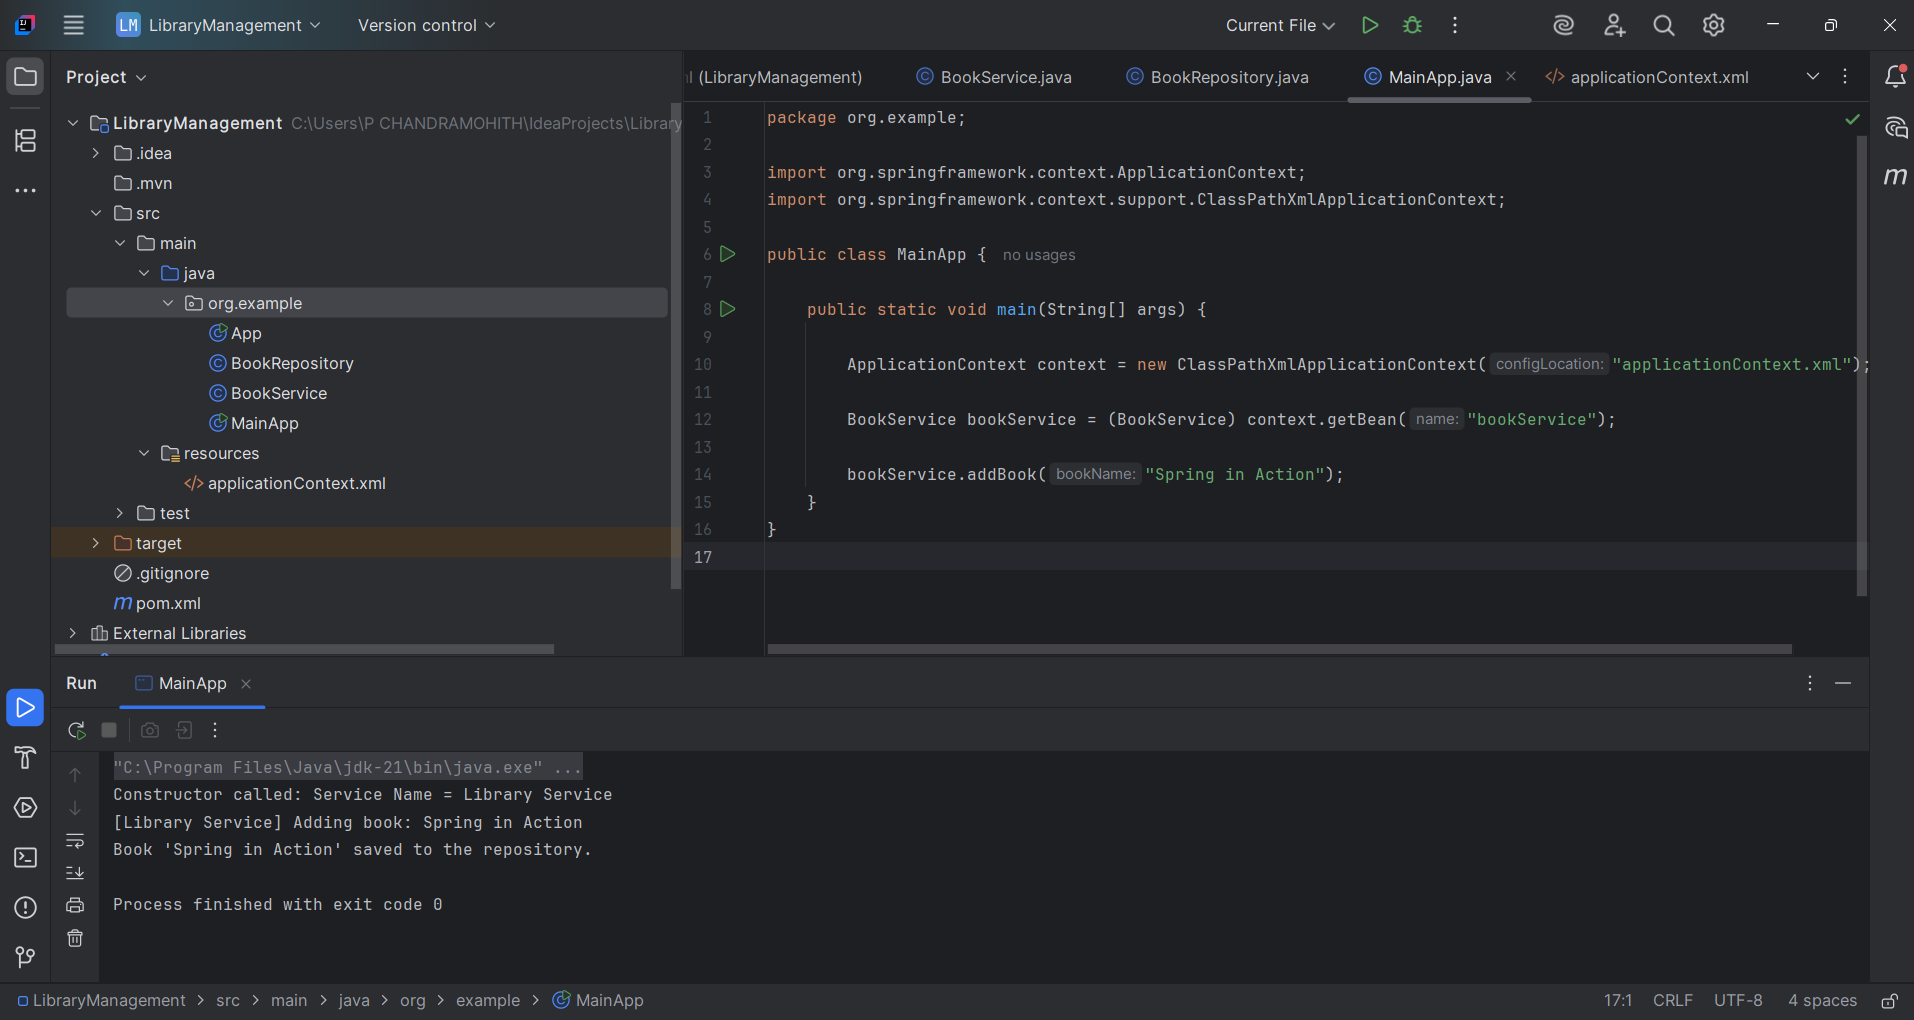 LM LibraryManagement Version control Current File
Project
l (LibraryManagement) BookService.java BookRepository.java MainApp.java applicationContext.xml
LibraryManagement C:\Users\P CHANDRAMOHITH\IdeaProjects\Library
.idea
.mvn
src
main
java
org.example
App
BookRepository
BookService
MainApp
resources
applicationContext.xml
test
target
.gitignore
m pom.xml
External Libraries
1 package org.example;
2
3 import org.springframework.context.ApplicationContext;
4 import org.springframework.context.support.ClassPathXmlApplicationContext;
5
6 public class MainApp { no usages
7
8 public static void main(String[] args) {
9
10 ApplicationContext context = new ClassPathXmlApplicationContext( configLocation: "applicationContext.xml");
11
12 BookService bookService = (BookService) context.getBean( name: "bookService");
13
14 bookService.addBook( bookName: "Spring in Action");
15 }
16 }
17
m
Run MainApp
"C:\Program Files\Java\jdk-21\bin\java.exe" ...
Constructor called: Service Name = Library Service
[Library Service] Adding book: Spring in Action
Book 'Spring in Action' saved to the repository.
Process finished with exit code 0
LibraryManagement > src > main > java > org > example > MainApp 17:1 CRLF UTF-8 4 spaces